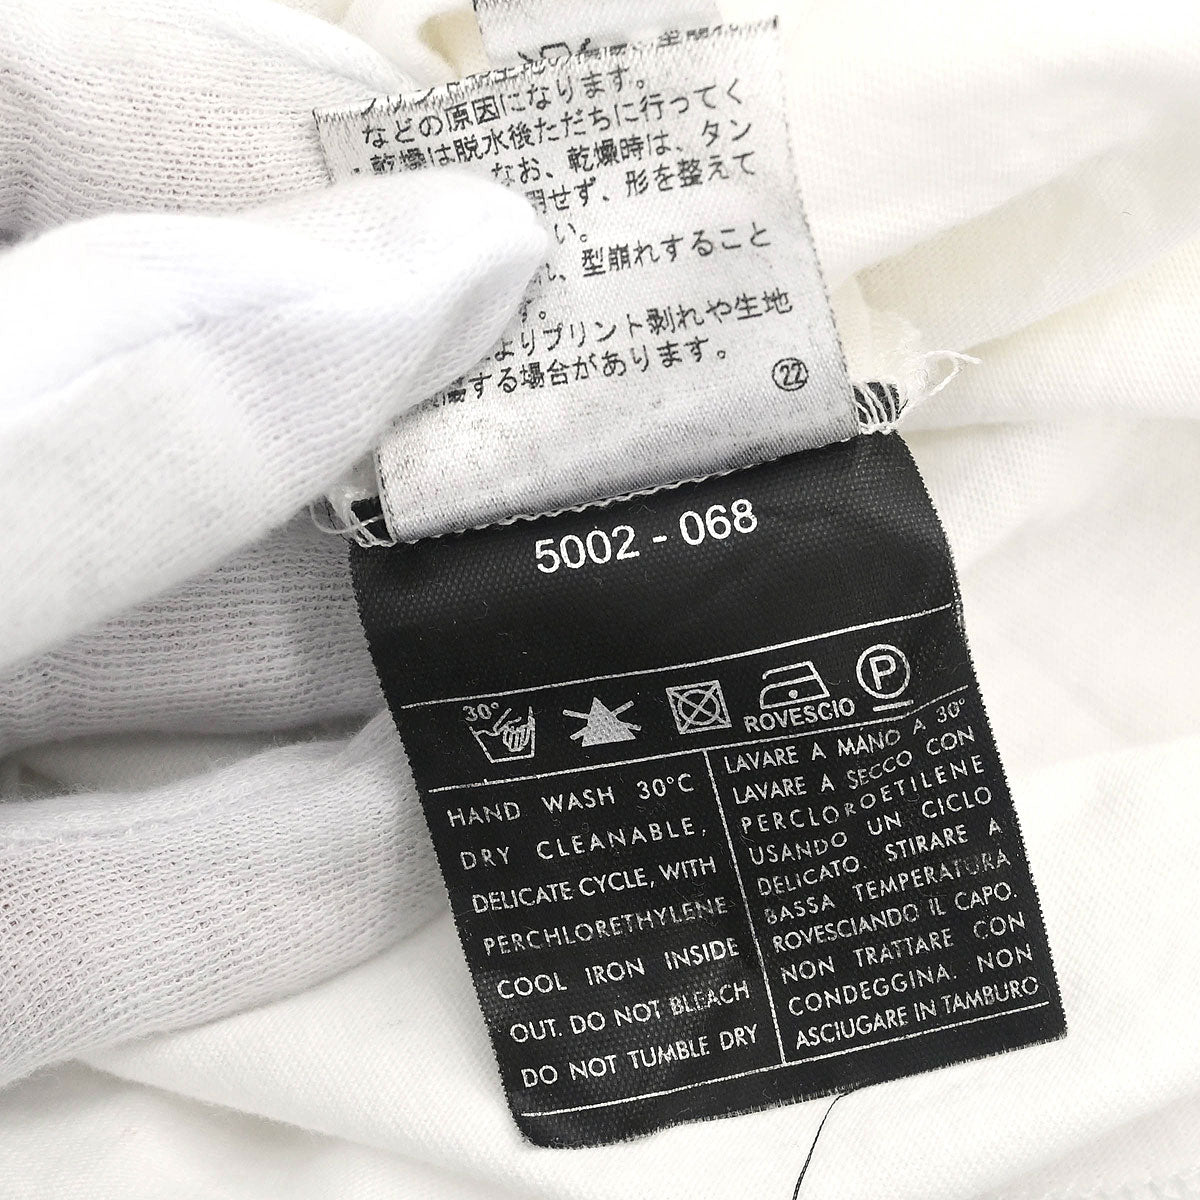 などの原因になります。
・乾燥は脱水後ただちに行ってく
なお、乾燥時は、タン
用せず、形を整えて
い。
、型崩れすること
す。
よりプリント剥れや生地
する場合があります。
㉒
5002 - 068
30°
P
ROVESCIO
HAND WASH 30°C
DRY CLEANABLE,
DELICATE CYCLE, WITH
PERCHLORETHYLENE
COOL IRON INSIDE
OUT. DO NOT BLEACH
DO NOT TUMBLE DRY
LAVARE A MANO A 30°
LAVARE A SECCO CON
PERCLOROETILENE
USANDO UN CICLO
DELICATO. STIRARE A
BASSA TEMPERATURA
ROVESCIANDO IL CAPO.
NON TRATTARE CON
CONDEGGINA. NON
ASCIUGARE IN TAMBURO